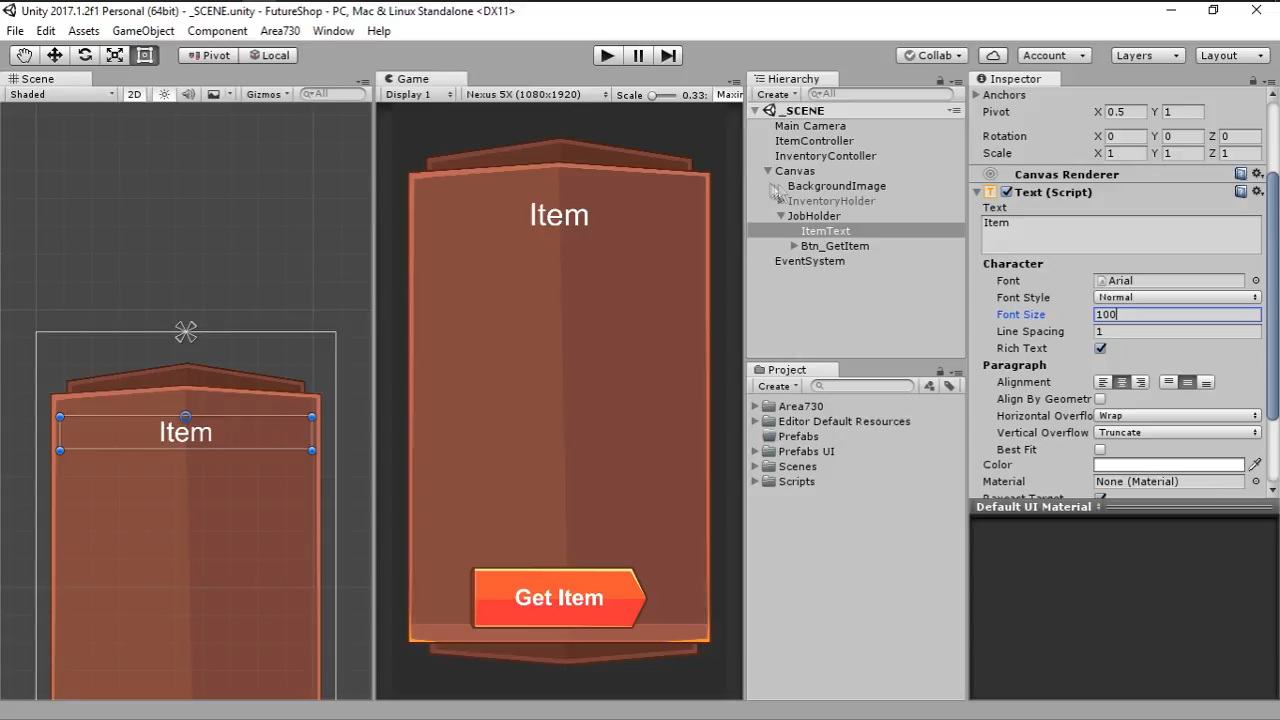 Unity 2017.1.2f1 Personal (64bit) - _SCENE.unity - FutureShop - PC, Mac & Linux Standalone <DX11>
File Edit Assets GameObject Component Area730 Window Help
Pivot Local Collab Account Layers Layout
Scene
Shaded 2D Gizmos All
Item
Game
Display 1 Nexus 5X (1080x1920) Scale 0.33: Maxir
Item
Get Item
Hierarchy
Create All
_SCENE
Main Camera
ItemController
InventoryContoller
Canvas
BackgroundImage
InventoryHolder
JobHolder
ItemText
Btn_GetItem
EventSystem
Project
Create
Area730
Editor Default Resources
Prefabs
Prefabs UI
Scenes
Scripts
Inspector
Anchors
Pivot X 0.5 Y 1
Rotation X 0 Y 0 Z 0
Scale X 1 Y 1 Z 1
Canvas Renderer
Text (Script)
Text
Item
Character
Font Arial
Font Style Normal
Font Size 100
Line Spacing 1
Rich Text
Paragraph
Alignment
Align By Geometr
Horizontal Overflo Wrap
Vertical Overflow Truncate
Best Fit
Color
Material None (Material)
Raycast Target
Default UI Material